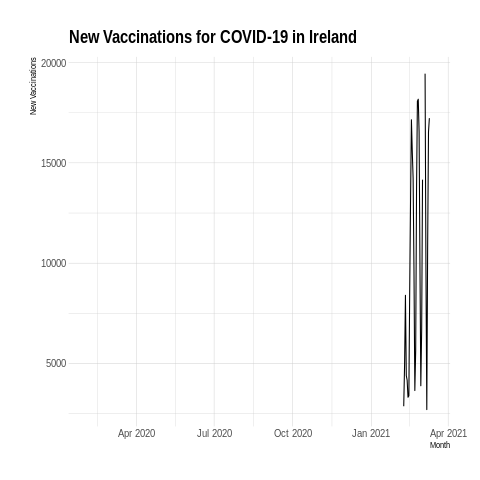 New Vaccinations for COVID-19 in Ireland
New Vaccinations
20000
15000
10000
5000
Apr 2020
Jul 2020
Oct 2020
Jan 2021
Apr 2021
Month